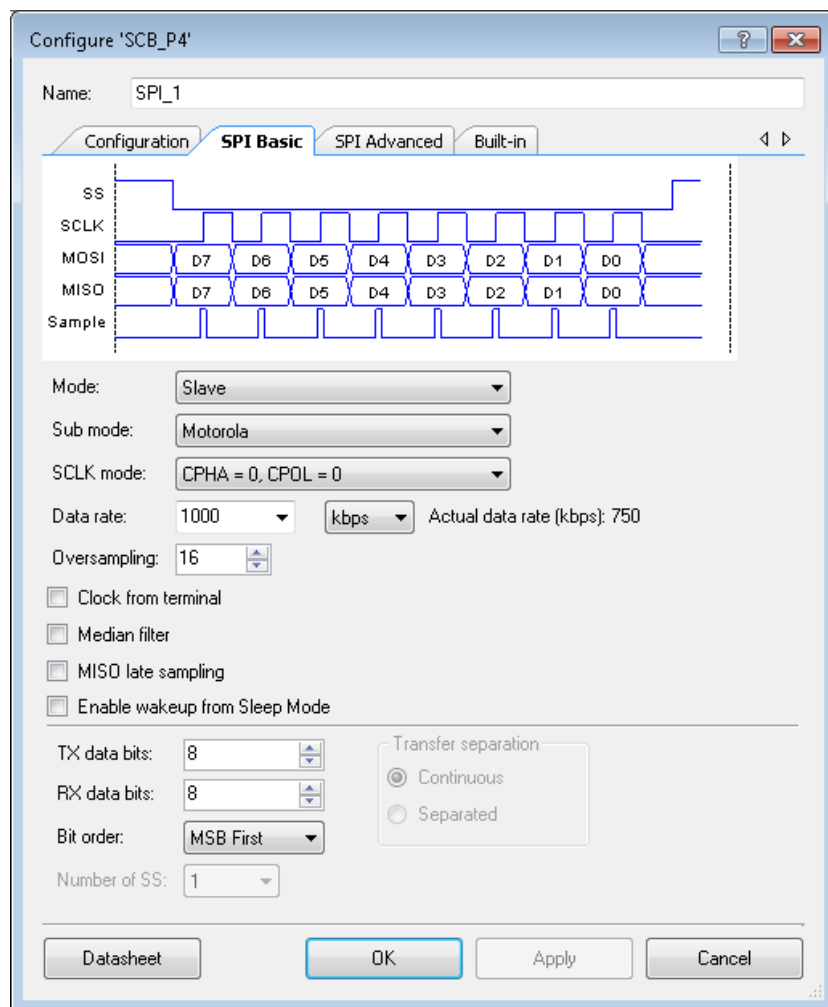 Configure 'SCB_P4'
Name: SPI_1
Configuration SPI Basic SPI Advanced Built-in
SS
SCLK
MOSI D7 D6 D5 D4 D3 D2 D1 D0
MISO D7 D6 D5 D4 D3 D2 D1 D0
Sample
Mode: Slave
Sub mode: Motorola
SCLK mode: CPHA = 0, CPOL = 0
Data rate: 1000 kbps Actual data rate (kbps): 750
Oversampling: 16
Clock from terminal
Median filter
MISO late sampling
Enable wakeup from Sleep Mode
TX data bits: 8
RX data bits: 8
Bit order: MSB First
Number of SS: 1
Transfer separation
Continuous
Separated
Datasheet OK Apply Cancel